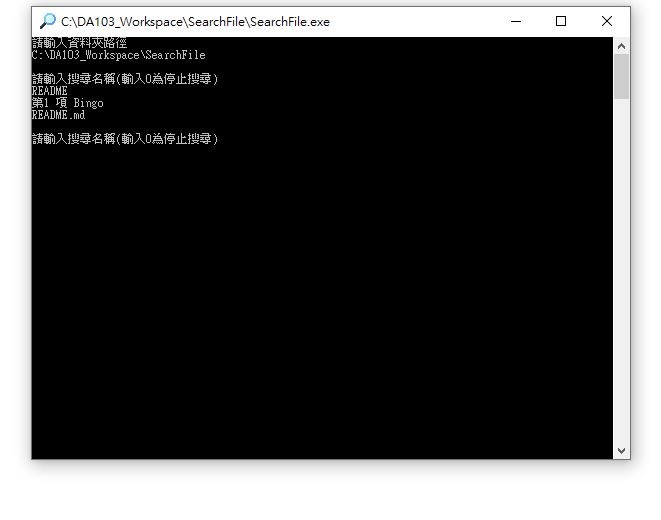 C:\DA103_Workspace\SearchFile\SearchFile.exe
請輸入資料夾路徑
C:\DA103_Workspace\SearchFile
請輸入搜尋名稱(輸入0為停止搜尋)
README
第1 項 Bingo
README.md
請輸入搜尋名稱(輸入0為停止搜尋)